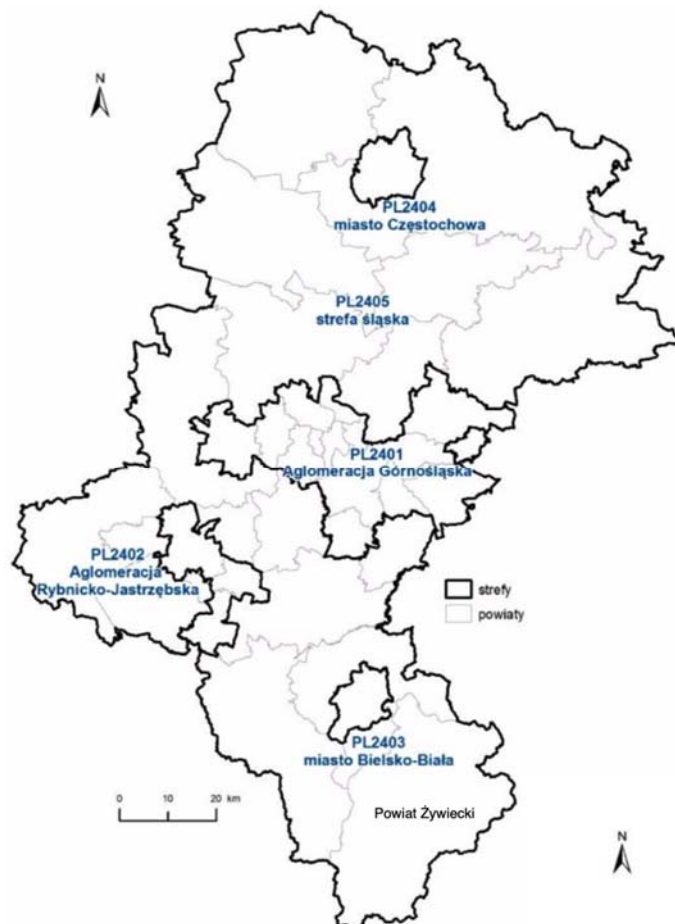 N
PL2404
miasto Częstochowa
PL2405
strefa śląska
PL2401
Aglomeracja Górnośląska
PL2402
Aglomeracja
Rybnicko-Jastrzębska
strefy
powiaty
PL2403
miasto Bielsko-Biała
0 10 20 km
Powiat Żywiecki
N